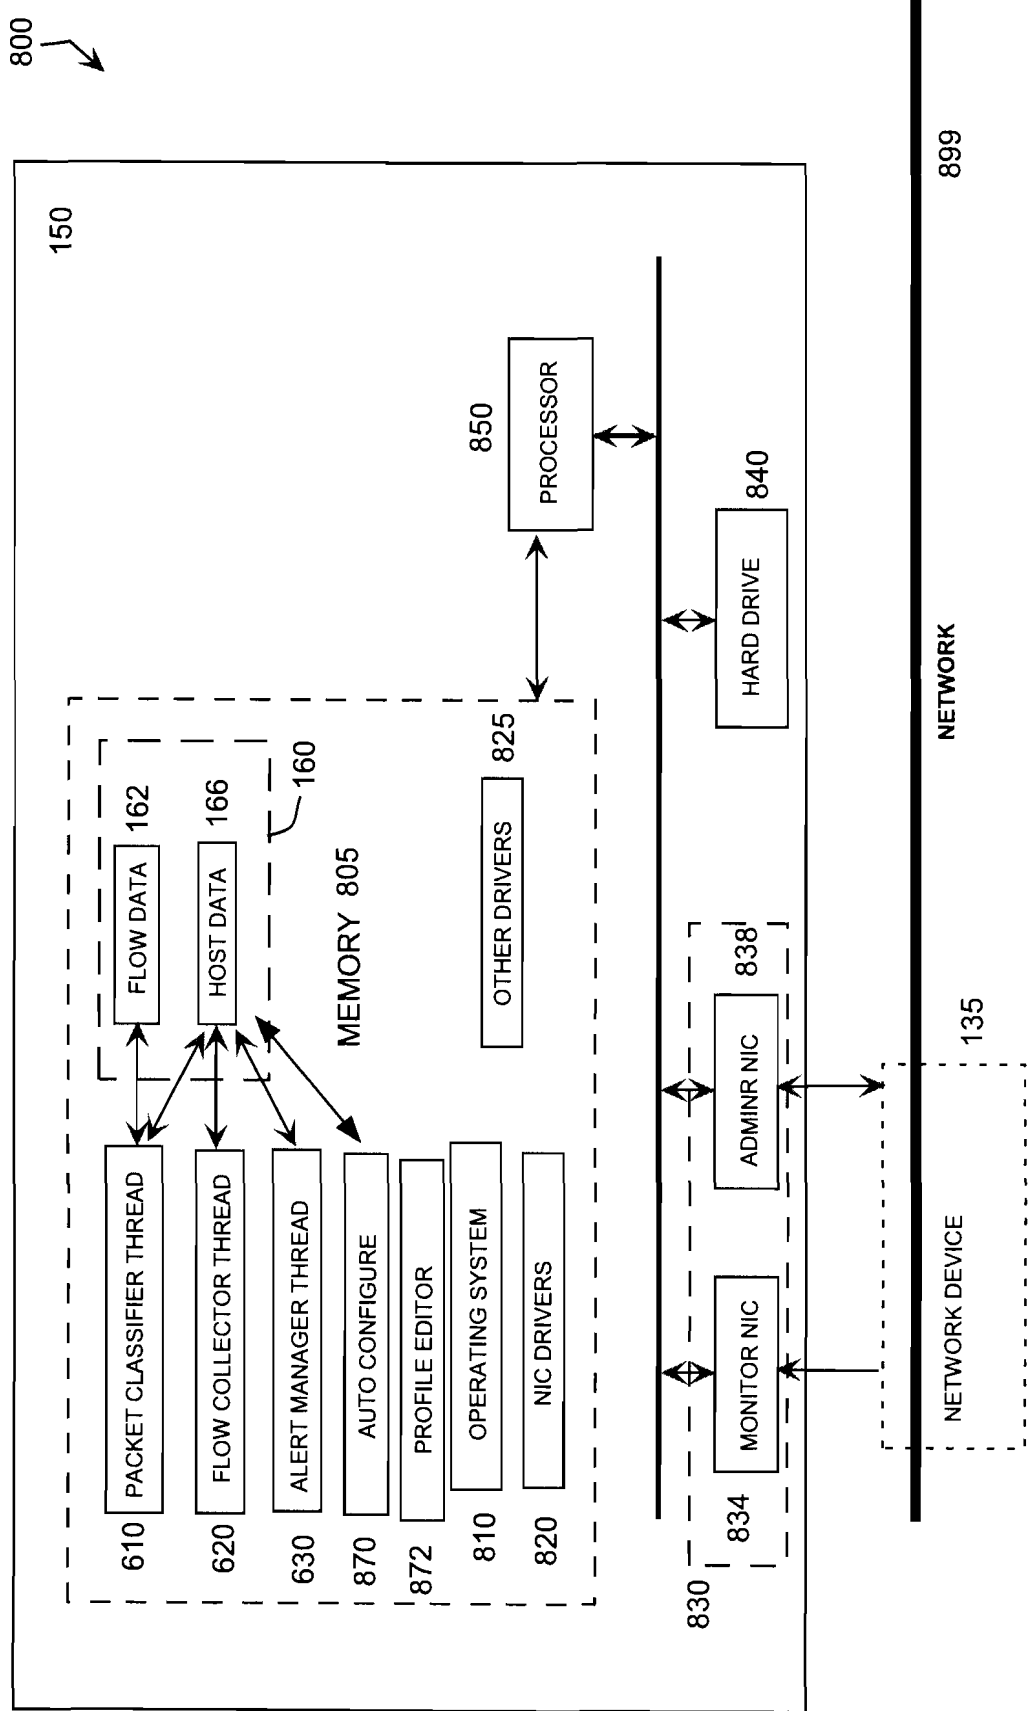 800
150
610
PACKET CLASSIFIER THREAD
FLOW DATA
162
620
FLOW COLLECTOR THREAD
HOST DATA
166
630
ALERT MANAGER THREAD
160
870
AUTO CONFIGURE
MEMORY 805
872
PROFILE EDITOR
810
OPERATING SYSTEM
OTHER DRIVERS
825
820
NIC DRIVERS
850
PROCESSOR
830
834
MONITOR NIC
ADMINR NIC
838
HARD DRIVE
840
NETWORK DEVICE
135
NETWORK
899